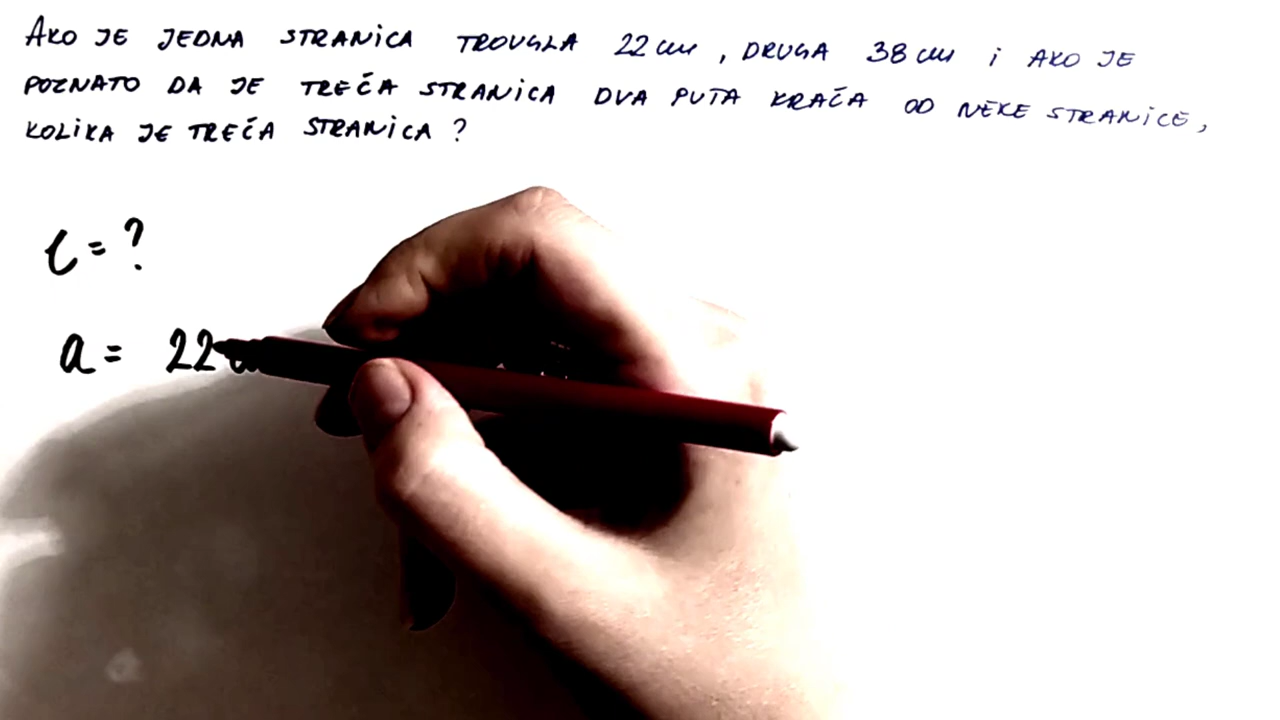 AKO JE JEDNA STRANICA TROUGLA 22 cm, DRUGA 38 cm i AKO JE
POZNATO DA JE TREĆA STRANICA DVA PUTA KRAĆA OD NEKE STRANICE,
KOLIKA JE TREĆA STRANICA?
c = ?
a = 22